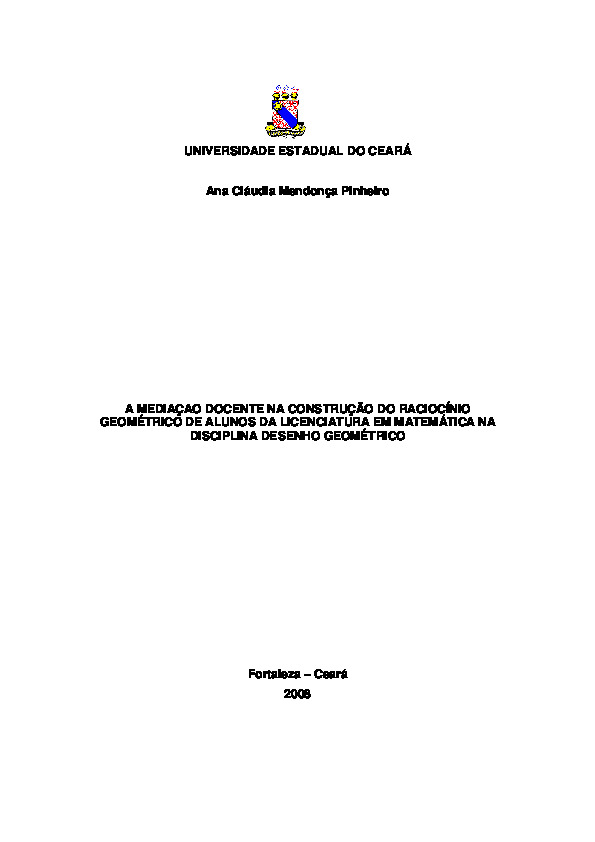 UNIVERSIDADE ESTADUAL DO CEARÁ
Ana Cláudia Mendonça Pinheiro
A MEDIAÇAO DOCENTE NA CONSTRUÇÃO DO RACIOCÍNIO
GEOMÉTRICO DE ALUNOS DA LICENCIATURA EM MATEMÁTICA NA
DISCIPLINA DESENHO GEOMÉTRICO
Fortaleza – Ceará
2008